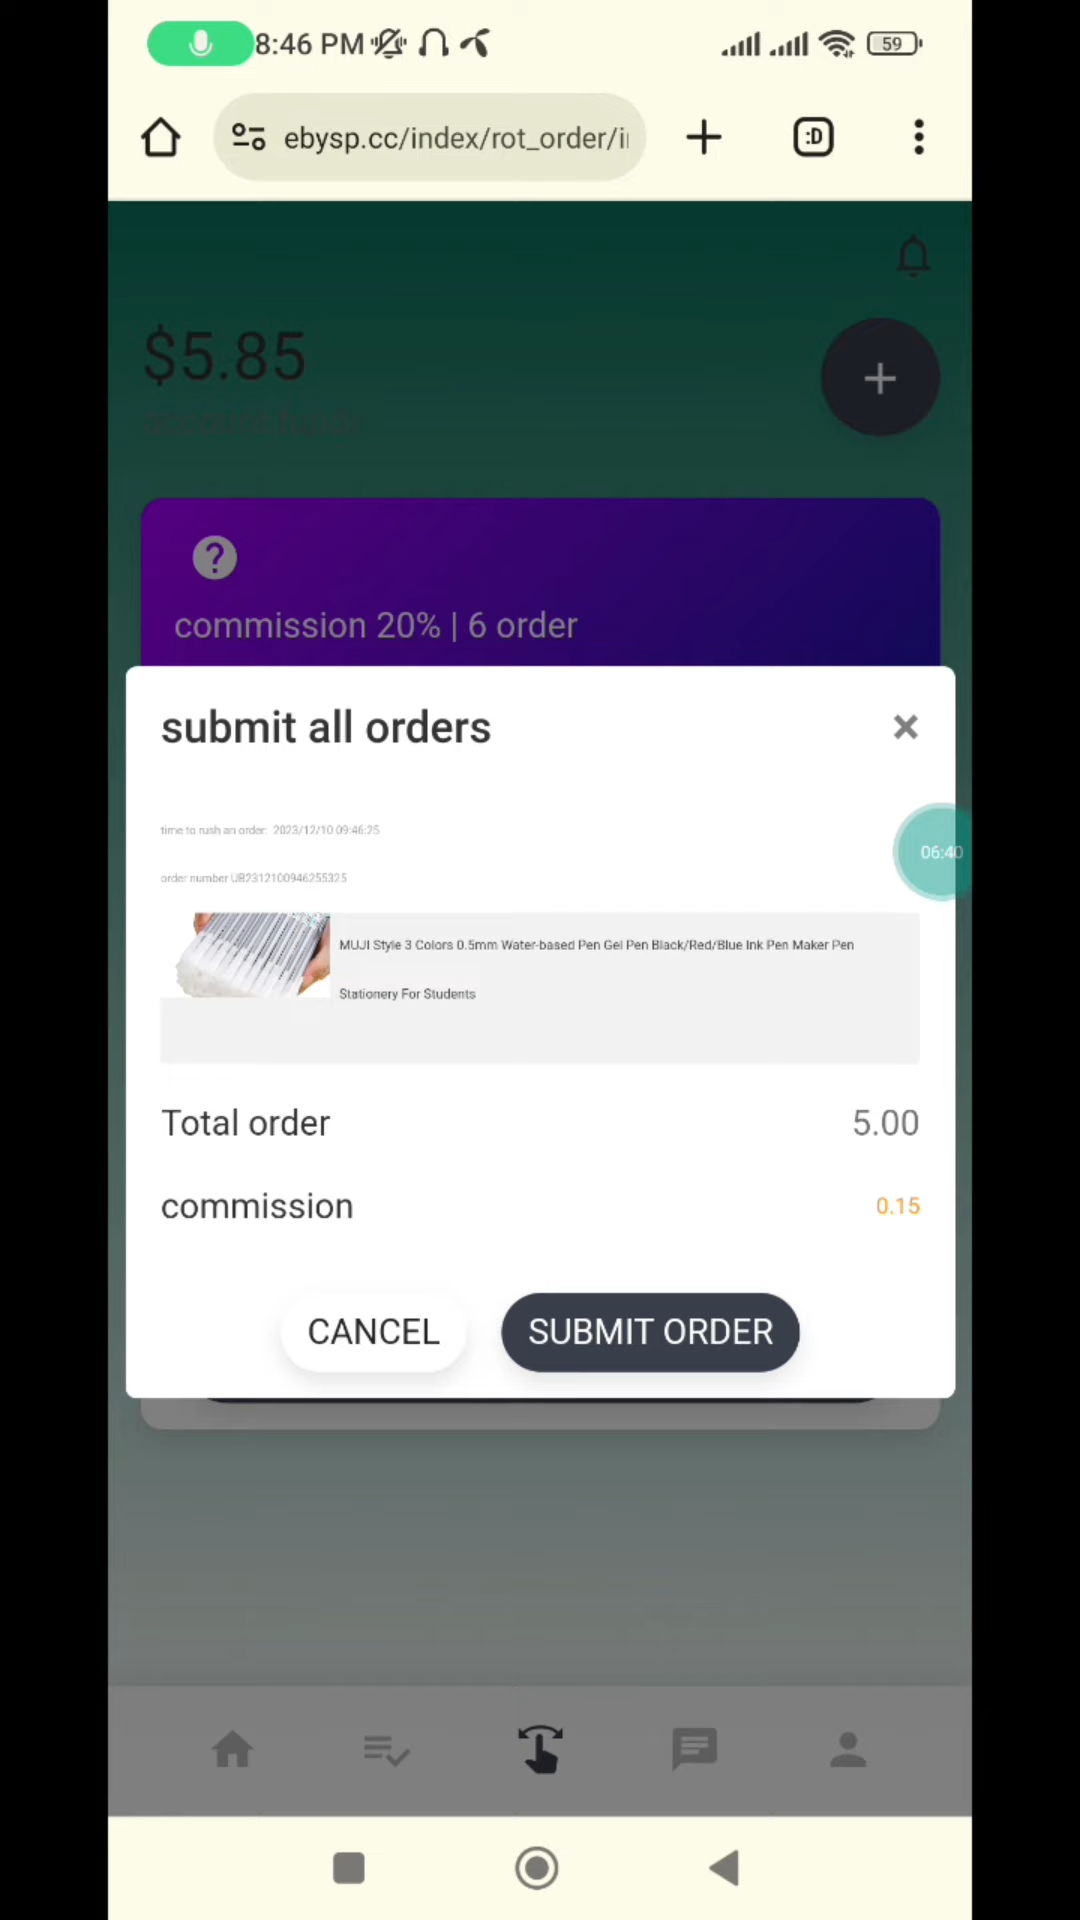 8:46 PM
59
ebysp.cc/index/rot_order/i
:D
$5.85
Account funds
commission 20% | 6 order
submit all orders
time to rush an order: 2023/12/10 09:46:25
06:40
order number UB2312100946255325
MUJI Style 3 Colors 0.5mm Water-based Pen Gel Pen Black/Red/Blue Ink Pen Maker Pen
Stationery For Students
Total order 5.00
commission 0.15
CANCEL SUBMIT ORDER